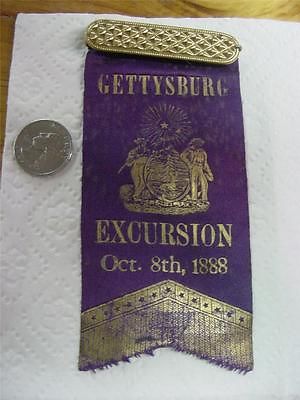 GETTYSBURG
EXCURSION
Oct. 8th, 1888